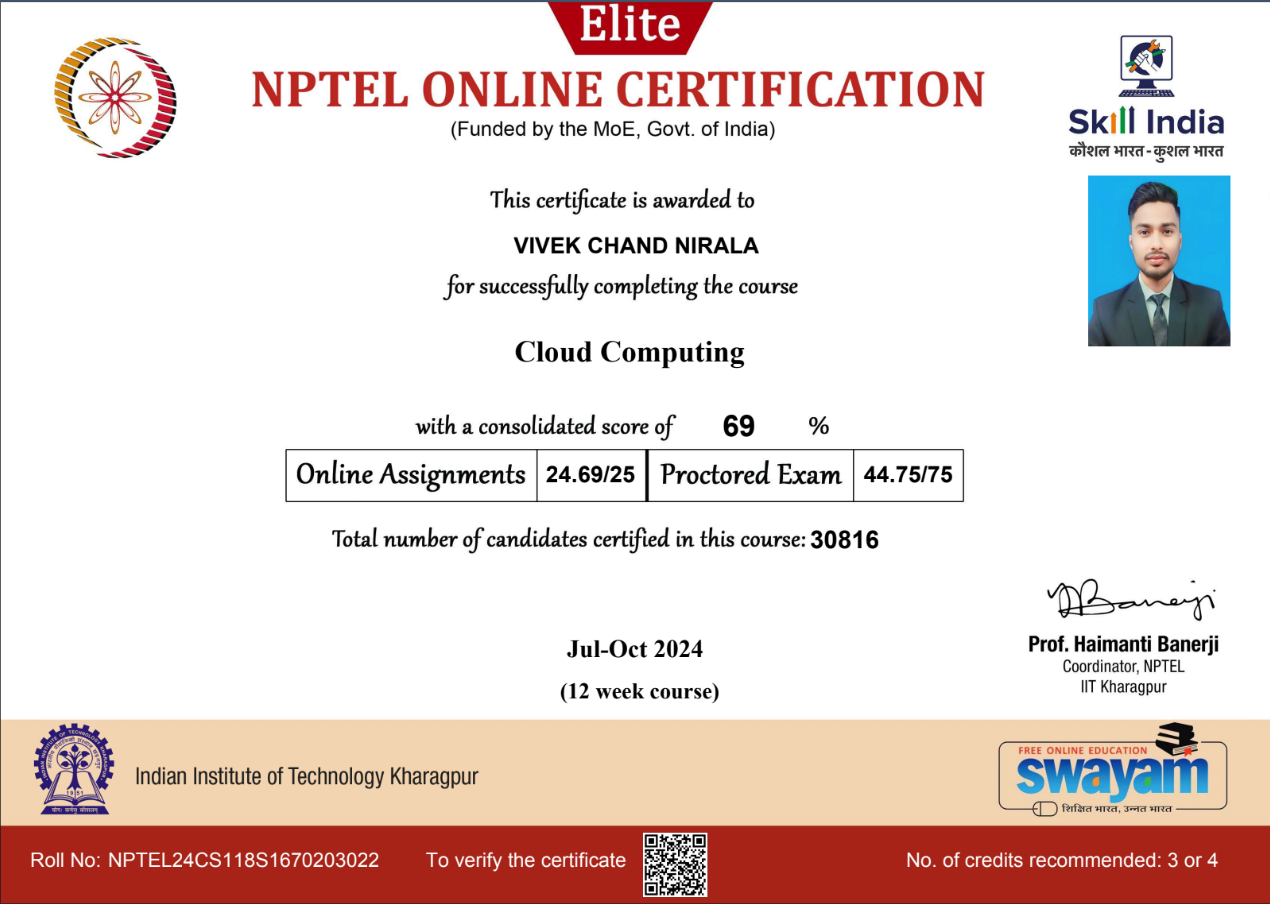 Elite
NPTEL ONLINE CERTIFICATION
(Funded by the MoE, Govt. of India)
Skill India
कौशल भारत - कुशल भारत
This certificate is awarded to
VIVEK CHAND NIRALA
for successfully completing the course
Cloud Computing
with a consolidated score of 69 %
Online Assignments 24.69/25 Proctored Exam 44.75/75
Total number of candidates certified in this course: 30816
Jul-Oct 2024
(12 week course)
Prof. Haimanti Banerji
Coordinator, NPTEL
IIT Kharagpur
Indian Institute of Technology Kharagpur
1951
FREE ONLINE EDUCATION
swayam
शिक्षित भारत, उन्नत भारत
Roll No: NPTEL24CS118S1670203022 To verify the certificate No. of credits recommended: 3 or 4